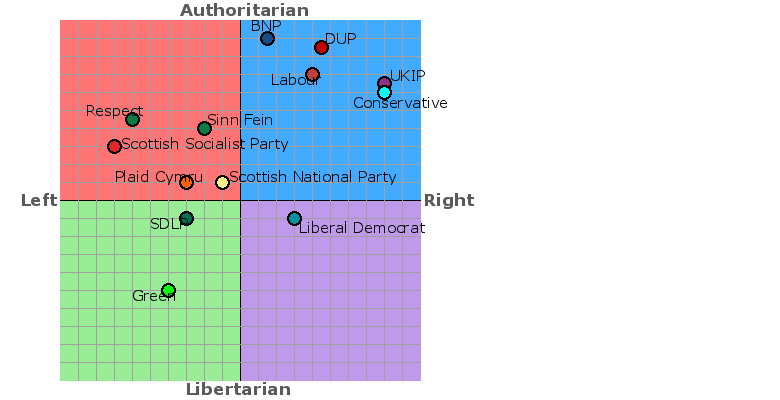 Authoritarian
BNP
DUP
Labour
UKIP
Conservative
Respect
Sinn Fein
Scottish Socialist Party
Plaid Cymru
Scottish National Party
Left
Right
SDLP
Liberal Democrat
Green
Libertarian